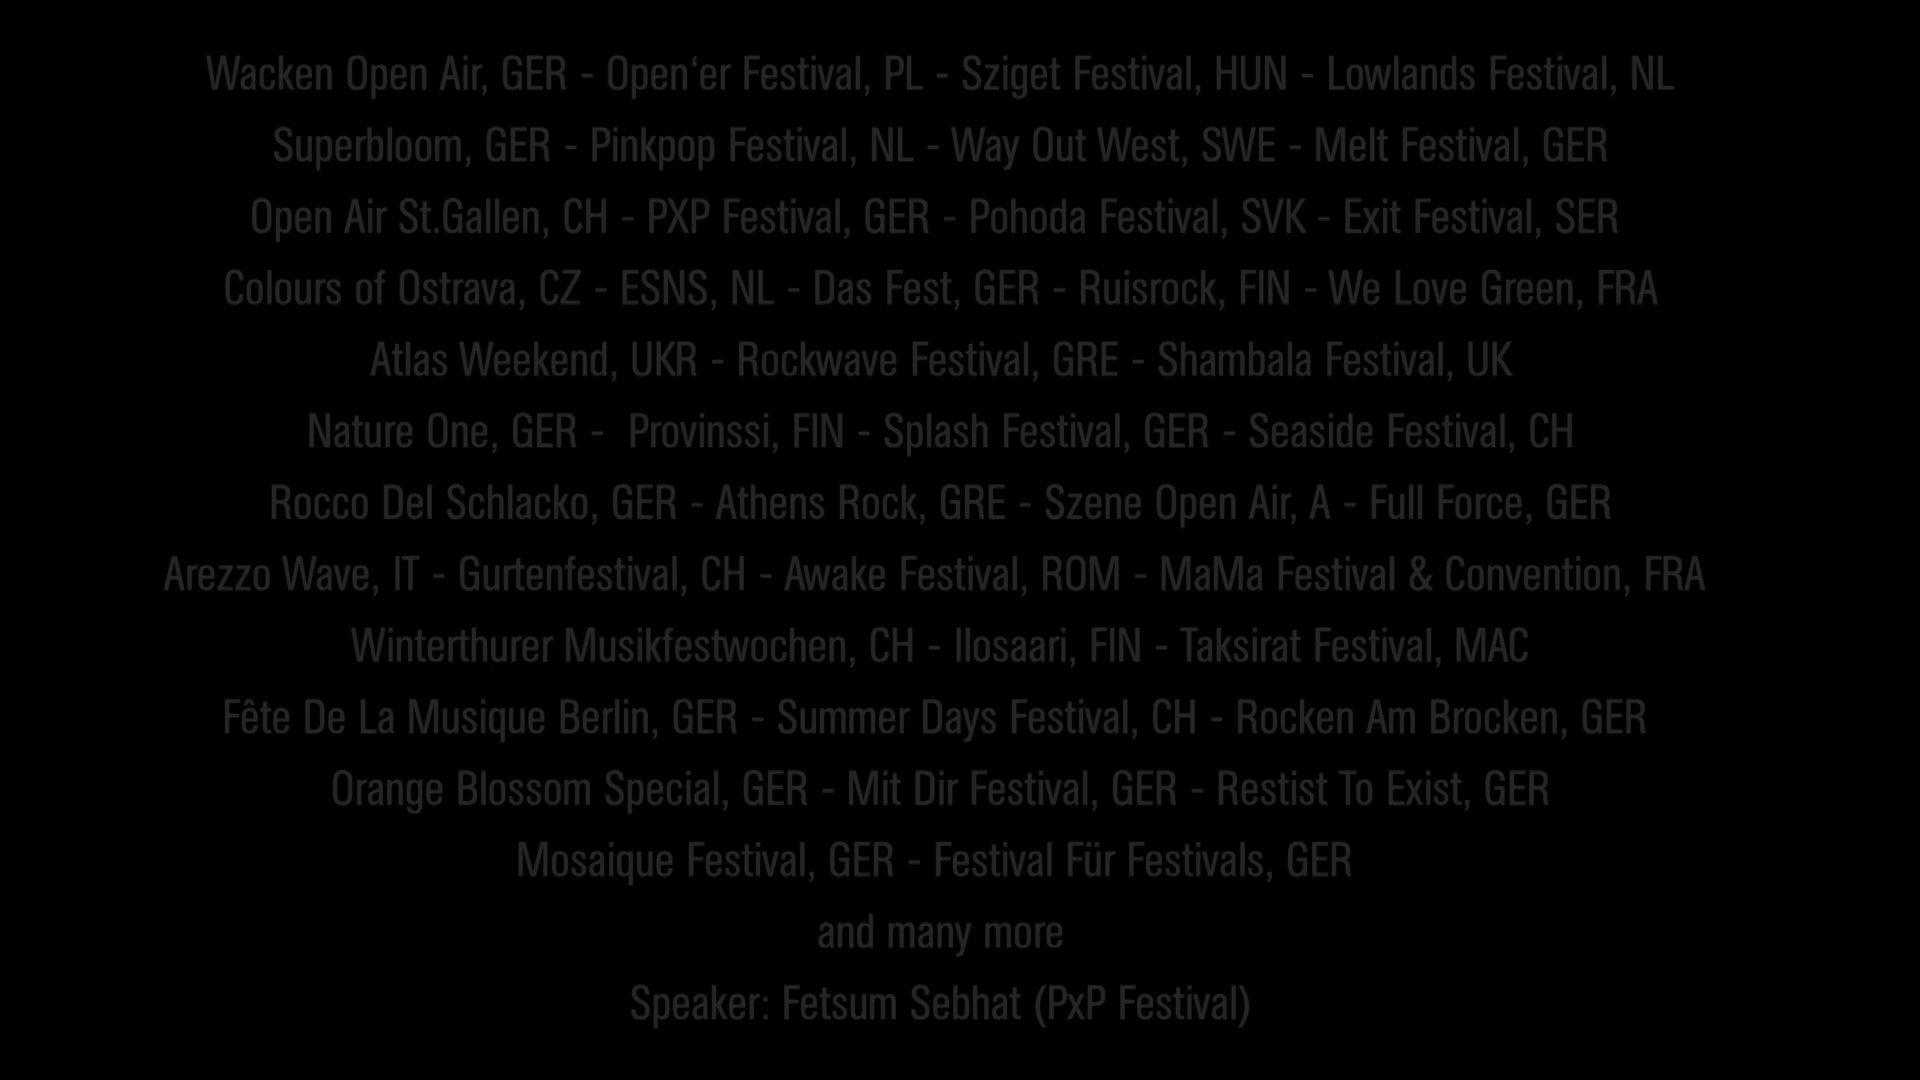 Wacken Open Air, GER - Open‘er Festival, PL - Sziget Festival, HUN - Lowlands Festival, NL
Superbloom, GER - Pinkpop Festival, NL - Way Out West, SWE - Melt Festival, GER
Open Air St.Gallen, CH - PXP Festival, GER - Pohoda Festival, SVK - Exit Festival, SER
Colours of Ostrava, CZ - ESNS, NL - Das Fest, GER - Ruisrock, FIN - We Love Green, FRA
Atlas Weekend, UKR - Rockwave Festival, GRE - Shambala Festival, UK
Nature One, GER -  Provinssi, FIN - Splash Festival, GER - Seaside Festival, CH
Rocco Del Schlacko, GER - Athens Rock, GRE - Szene Open Air, A - Full Force, GER
Arezzo Wave, IT - Gurtenfestival, CH - Awake Festival, ROM - MaMa Festival & Convention, FRA
Winterthurer Musikfestwochen, CH - Ilosaari, FIN - Taksirat Festival, MAC
Fête De La Musique Berlin, GER - Summer Days Festival, CH - Rocken Am Brocken, GER
Orange Blossom Special, GER - Mit Dir Festival, GER - Restist To Exist, GER
Mosaique Festival, GER - Festival Für Festivals, GER
and many more
Speaker: Fetsum Sebhat (PxP Festival)